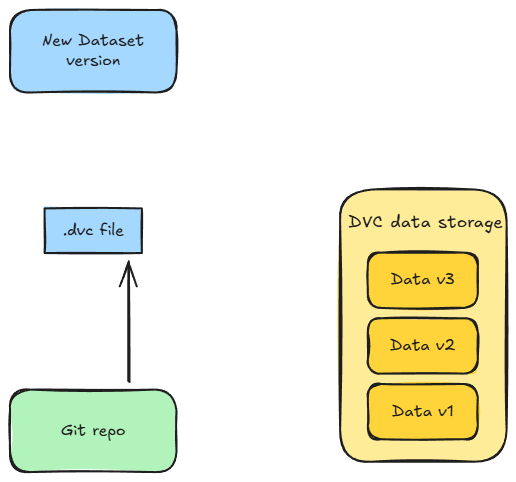 New Dataset
version
.dvc file
DVC data storage
Data v3
Data v2
Data v1
Git repo